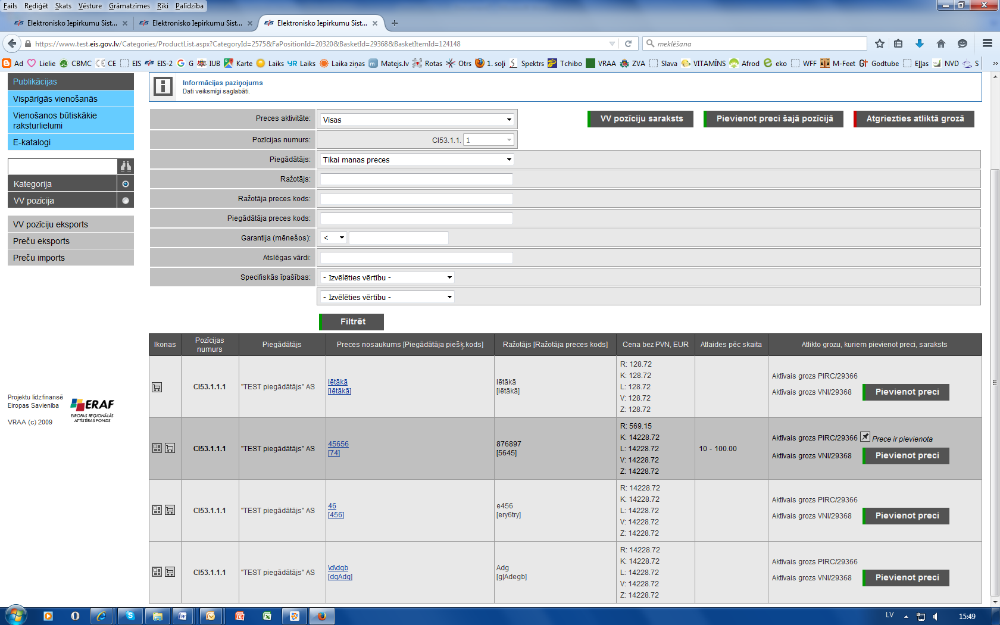 Fails Rediģēt Skats Vēsture Grāmatzīmes Rīki Palīdzība
Elektronisko Iepirkumu Sist... Elektronisko Iepirkumu Sist... Elektronisko Iepirkumu Sist...
https://www.test.eis.gov.lv/Categories/ProductList.aspx?CategoryId=2575&FaPositionId=20320&BasketId=29368&BasketItemId=124148
meklēšana
Ad Lielie CBMC CE EIS EIS-2 G IUB Karte Laiks Laiks Laika ziņas Matejs.lv Rotas Otrs 1. soļi Spektrs Tchibo VRAA ZVA Slava VITAMĪNS Afrod eko WFF M-Feet Godtube Eļļas NVD S »
Publikācijas
Vispārīgās vienošanās
Vienošanos būtiskākie
raksturlielumi
E-katalogi
Kategorija
VV pozīcija
VV pozīciju eksports
Preču eksports
Preču imports
Projektu līdzfinansē
Eiropas Savienība
VRAA (c) 2009
ERAF
EIROPAS REGIONĀLĀS
ATTĪSTĪBAS FONDS
Informācijas paziņojums
Dati veiksmīgi saglabāti.
Preces aktivitāte: Visas
VV pozīciju saraksts Pievienot preci šajā pozīcijā Atgriezties atliktā grozā
Pozīcijas numurs: CI53.1.1. 1
Piegādātājs: Tikai manas preces
Ražotājs:
Ražotāja preces kods:
Piegādātāja preces kods:
Garantija (mēnešos): <
Atslēgas vārdi:
Specifiskās īpašības: - Izvēlēties vērtību -
- Izvēlēties vērtību -
Filtrēt
Ikonas Pozīcijas numurs Piegādātājs Preces nosaukums [Piegādātāja piešķ.kods] Ražotājs [Ražotāja preces kods] Cena bez PVN, EUR Atlaides pēc skaita Atlikto grozu, kuriem pievienot preci, saraksts
CI53.1.1.1 "TEST piegādātājs" AS
lētākā
[lētākā]
lētākā
[lētākā]
R: 128.72
K: 128.72
L: 128.72
V: 128.72
Z: 128.72
Aktīvais grozs PIRC/29366
Aktīvais grozs VNI/29368 Pievienot preci
CI53.1.1.1 "TEST piegādātājs" AS
45656
[74]
876897
[5645]
R: 569.15
K: 14228.72
L: 14228.72
V: 14228.72
Z: 14228.72
10 - 100.00
Aktīvais grozs PIRC/29366 Prece ir pievienota
Aktīvais grozs VNI/29368 Pievienot preci
CI53.1.1.1 "TEST piegādātājs" AS
46
[456]
e456
[ery6try]
R: 14228.72
K: 14228.72
L: 14228.72
V: 14228.72
Z: 14228.72
Aktīvais grozs PIRC/29366
Aktīvais grozs VNI/29368 Pievienot preci
CI53.1.1.1 "TEST piegādātājs" AS
\d\dgb
[dgAdg]
Adg
[g|Adegb]
R: 14228.72
K: 14228.72
L: 14228.72
V: 14228.72
Z: 14228.72
Aktīvais grozs PIRC/29366
Aktīvais grozs VNI/29368 Pievienot preci
LV 15:49